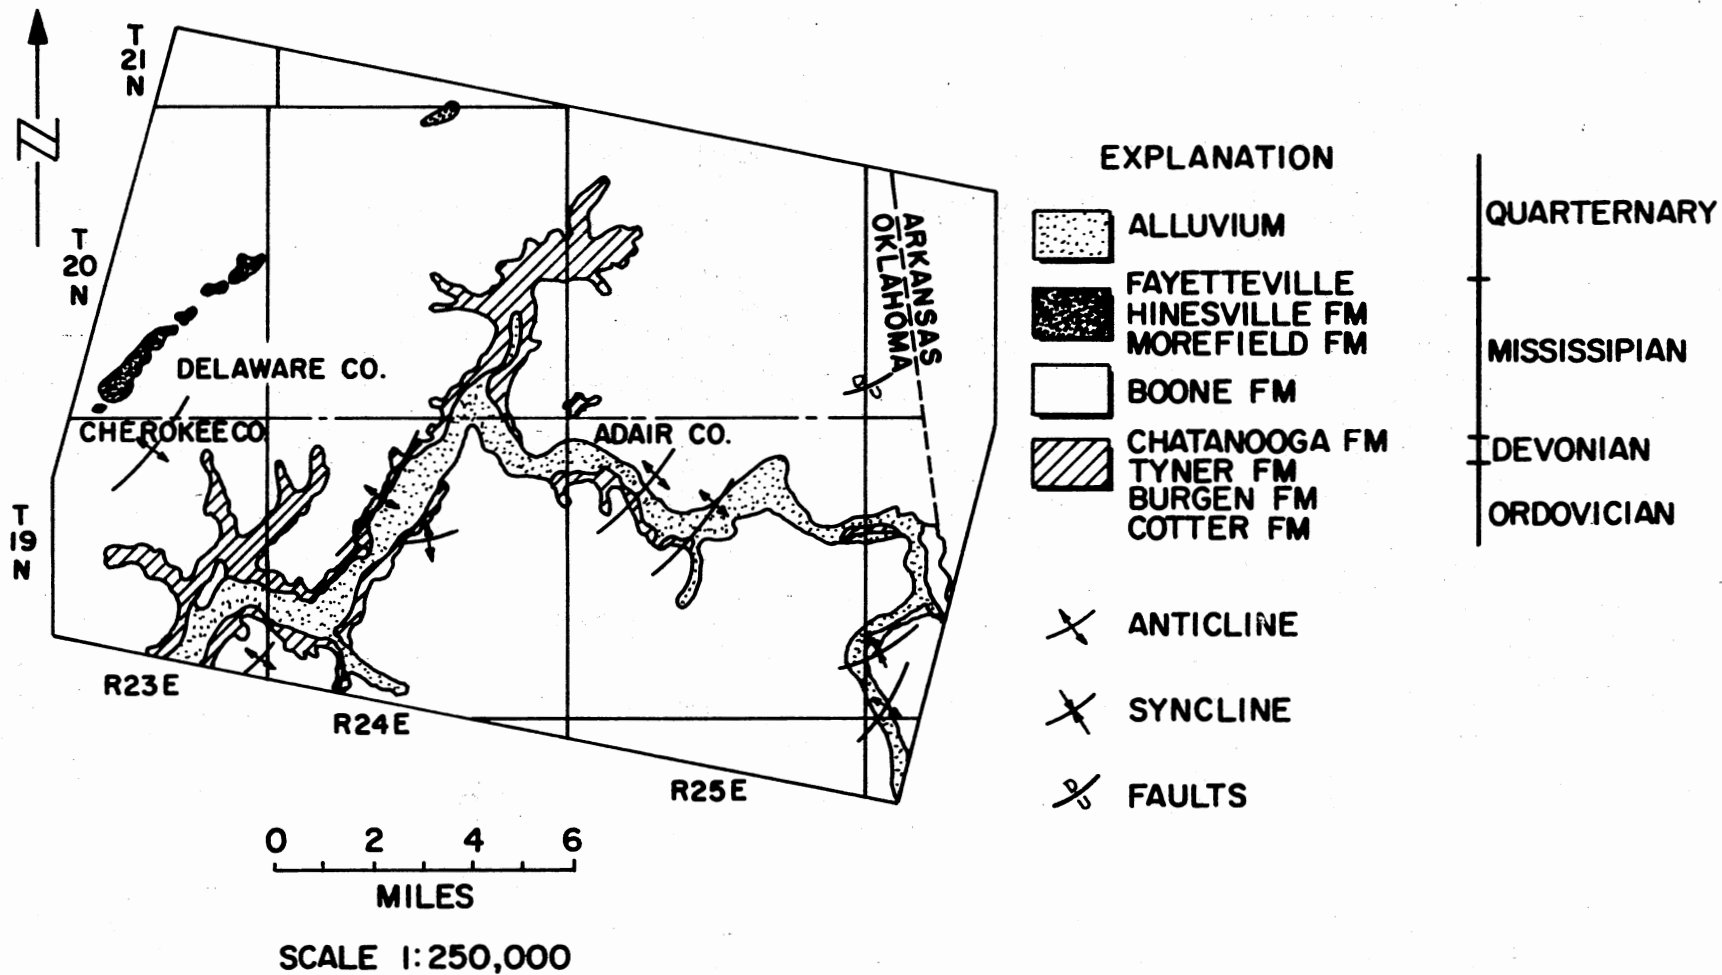 T
21
N
T
20
N
T
19
N
DELAWARE CO.
CHEROKEE CO.
ADAIR CO.
ARKANSAS
OKLAHOMA
D
U
R23E
R24E
R25E
0 2 4 6
MILES
SCALE 1:250,000
EXPLANATION
ALLUVIUM
FAYETTEVILLE
HINESVILLE FM
MOREFIELD FM
BOONE FM
CHATANOOGA FM
TYNER FM
BURGEN FM
COTTER FM
QUARTERNARY
MISSISSIPIAN
DEVONIAN
ORDOVICIAN
ANTICLINE
SYNCLINE
D
U
FAULTS